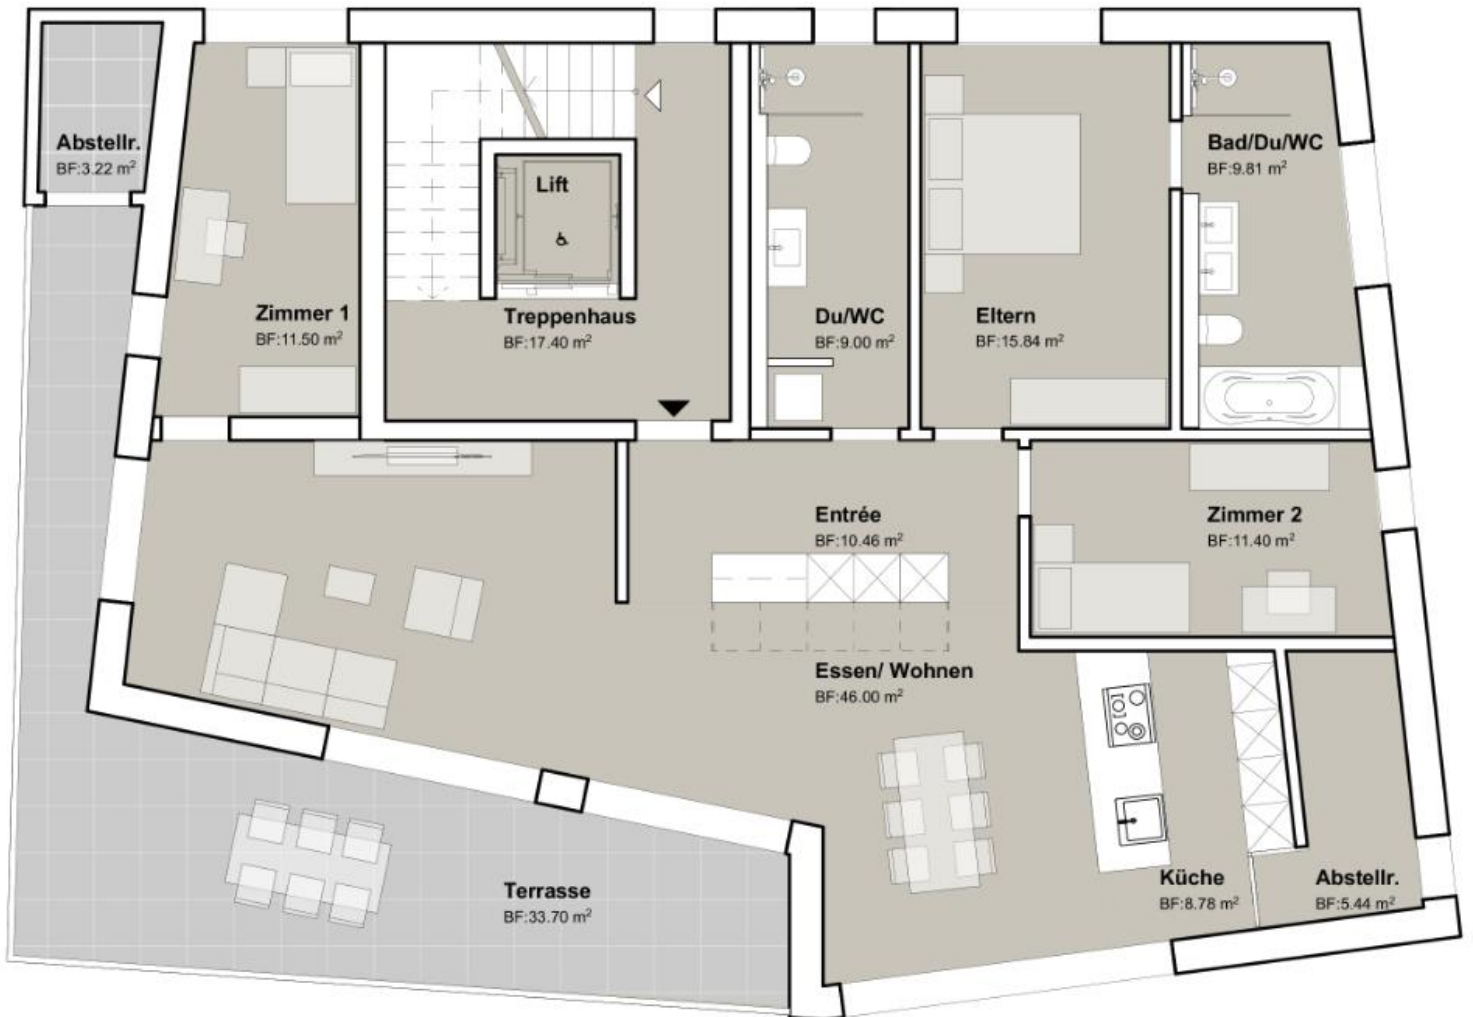 Abstellr.
BF:3.22 m²
Lift
Bad/Du/WC
BF:9.81 m²
Zimmer 1
BF:11.50 m²
Treppenhaus
BF:17.40 m²
Du/WC
BF:9.00 m²
Eltern
BF:15.84 m²
Entrée
BF:10.46 m²
Zimmer 2
BF:11.40 m²
Essen/ Wohnen
BF:46.00 m²
Terrasse
BF:33.70 m²
Küche
BF:8.78 m²
Abstellr.
BF:5.44 m²